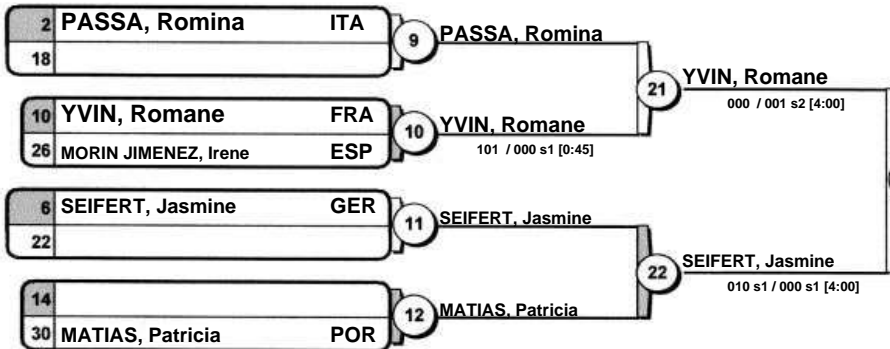 2 PASSA, Romina ITA
18
9 PASSA, Romina
10 YVIN, Romane FRA
26 MORIN JIMENEZ, Irene ESP
10 YVIN, Romane
101 / 000 s1 [0:45]
21 YVIN, Romane
000 / 001 s2 [4:00]
6 SEIFERT, Jasmine GER
22
11 SEIFERT, Jasmine
14
30 MATIAS, Patricia POR
12 MATIAS, Patricia
22 SEIFERT, Jasmine
010 s1 / 000 s1 [4:00]